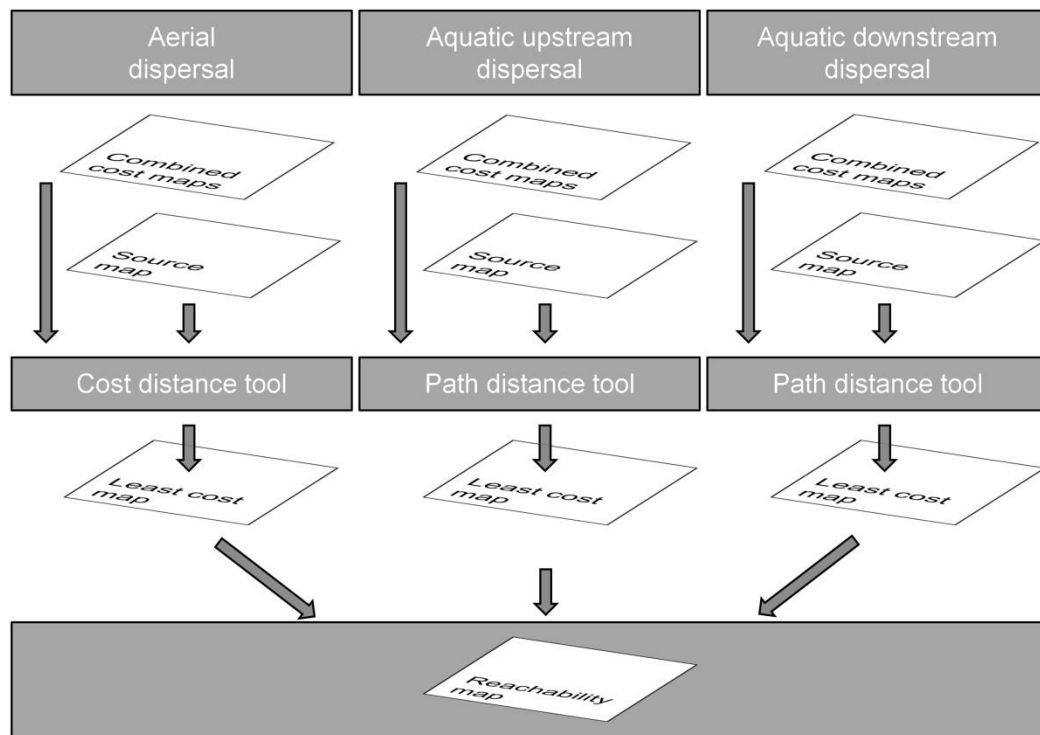 Aerial
dispersal
Aquatic upstream
dispersal
Aquatic downstream
dispersal
Combined
cost maps
Combined
cost maps
Combined
cost maps
Source
map
Source
map
Source
map
Cost distance tool
Path distance tool
Path distance tool
Least cost
map
Least cost
map
Least cost
map
Reachability
map